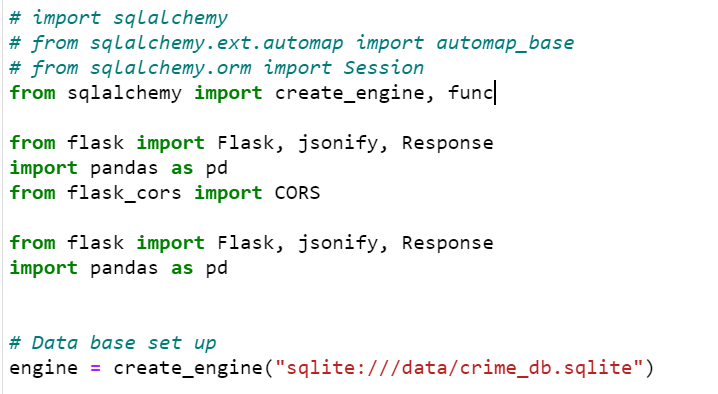 # import sqlalchemy
# from sqlalchemy.ext.automap import automap_base
# from sqlalchemy.orm import Session
from sqlalchemy import create_engine, func
from flask import Flask, jsonify, Response
import pandas as pd
from flask_cors import CORS
from flask import Flask, jsonify, Response
import pandas as pd
# Data base set up
engine = create_engine("sqlite:///data/crime_db.sqlite")